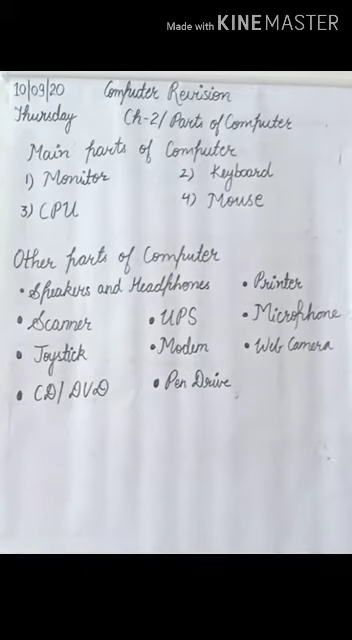 Made with KINEMASTER
10/09/20 Computer Revision
Thursday Ch-2/ Parts of Computer
Main parts of Computer
1) Monitor 2) Keyboard
3) CPU 4) Mouse
Other parts of Computer
• Speakers and Headphones • Printer
• Scanner • UPS • Microphone
• Joystick • Modem • Web Camera
• CD/ DVD • Pen Drive